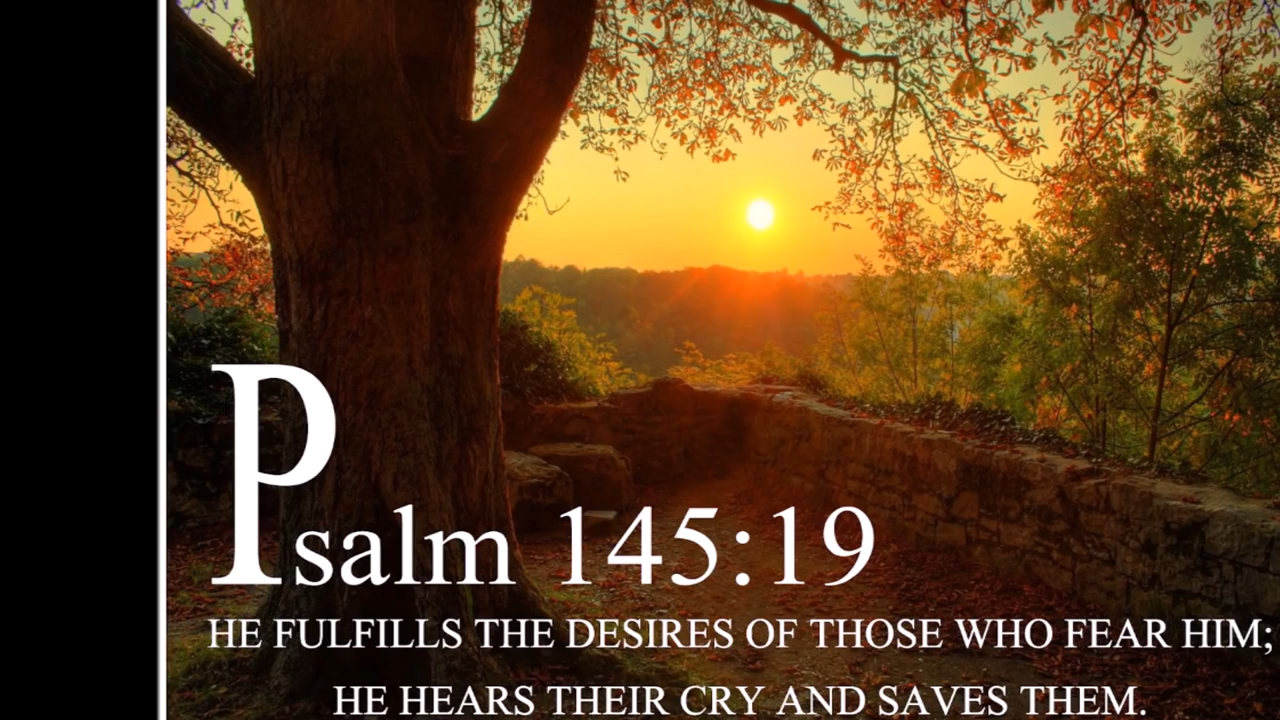 Psalm 145:19
HE FULFILLS THE DESIRES OF THOSE WHO FEAR HIM;
HE HEARS THEIR CRY AND SAVES THEM.